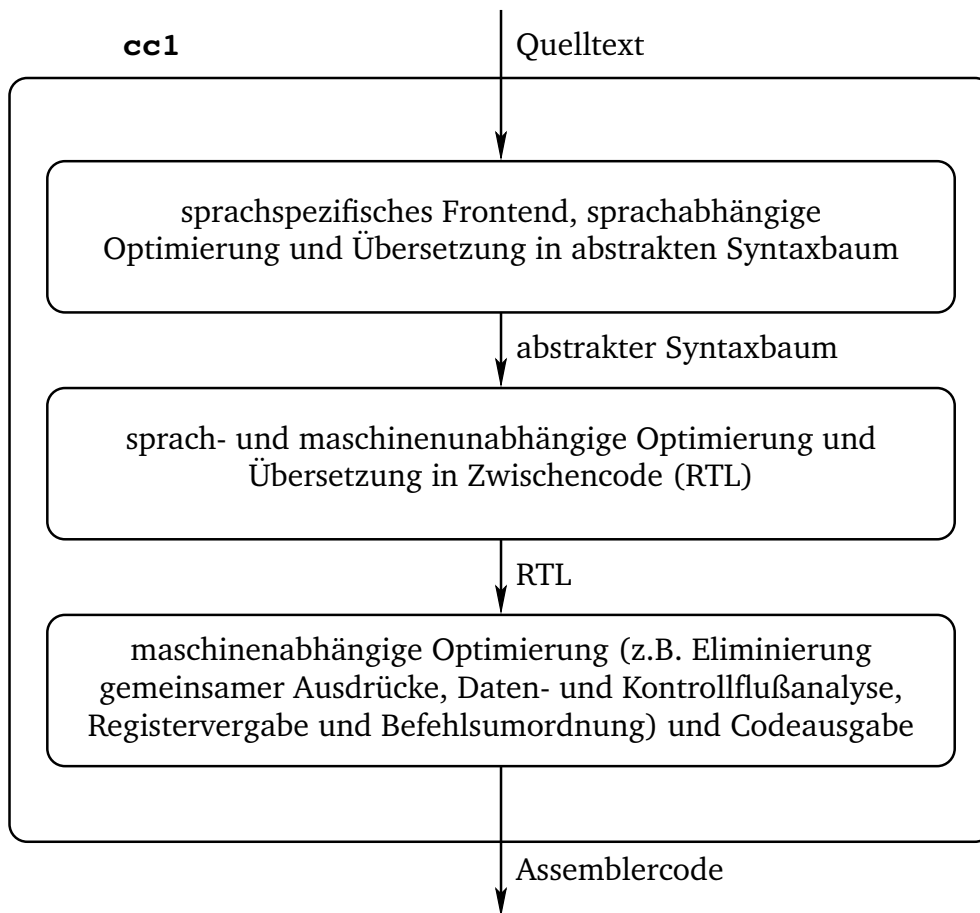 cc1
Quelltext
sprachspezifisches Frontend, sprachabhängige
Optimierung und Übersetzung in abstrakten Syntaxbaum
abstrakter Syntaxbaum
sprach- und maschinenunabhängige Optimierung und
Übersetzung in Zwischencode (RTL)
RTL
maschinenabhängige Optimierung (z.B. Eliminierung
gemeinsamer Ausdrücke, Daten- und Kontrollflußanalyse,
Registervergabe und Befehlsumordnung) und Codeausgabe
Assemblercode